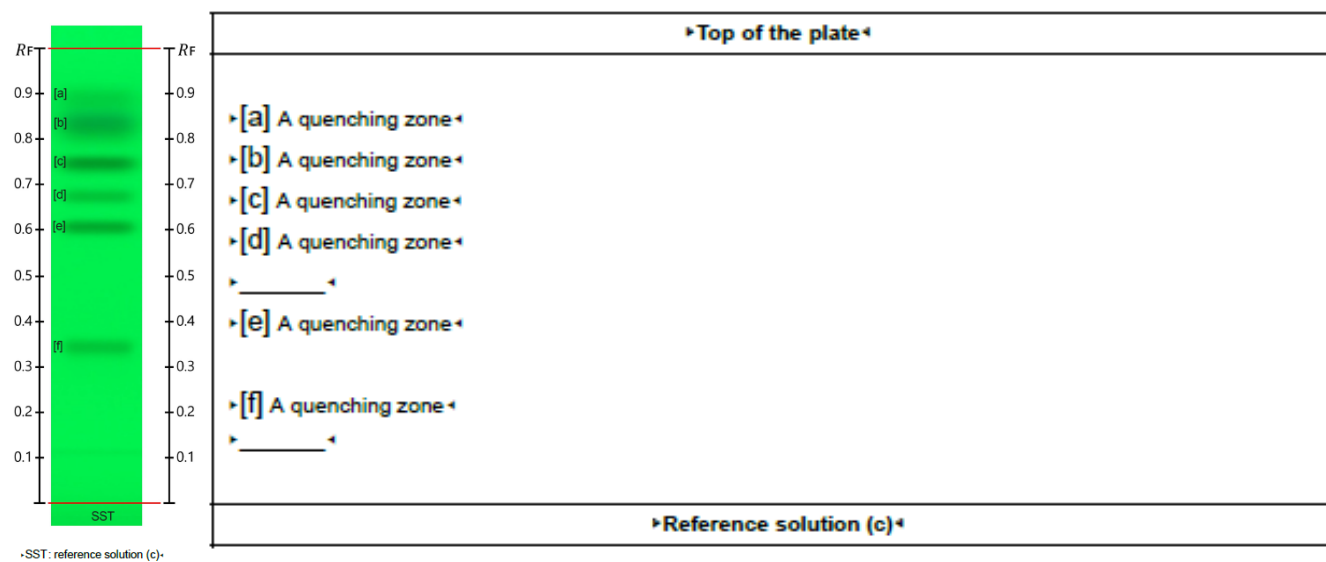 RF RF
0.9 [a] 0.9
[b]
0.8 0.8
[c]
0.7 0.7
[d]
0.6 [e] 0.6
0.5 0.5
0.4 0.4
[f]
0.3 0.3
0.2 0.2
0.1 0.1
SST
▸SST: reference solution (c)◂
▸Top of the plate◂
▸[a] A quenching zone◂
▸[b] A quenching zone◂
▸[c] A quenching zone◂
▸[d] A quenching zone◂
▸_______◂
▸[e] A quenching zone◂
▸[f] A quenching zone◂
▸_______◂
▸Reference solution (c)◂